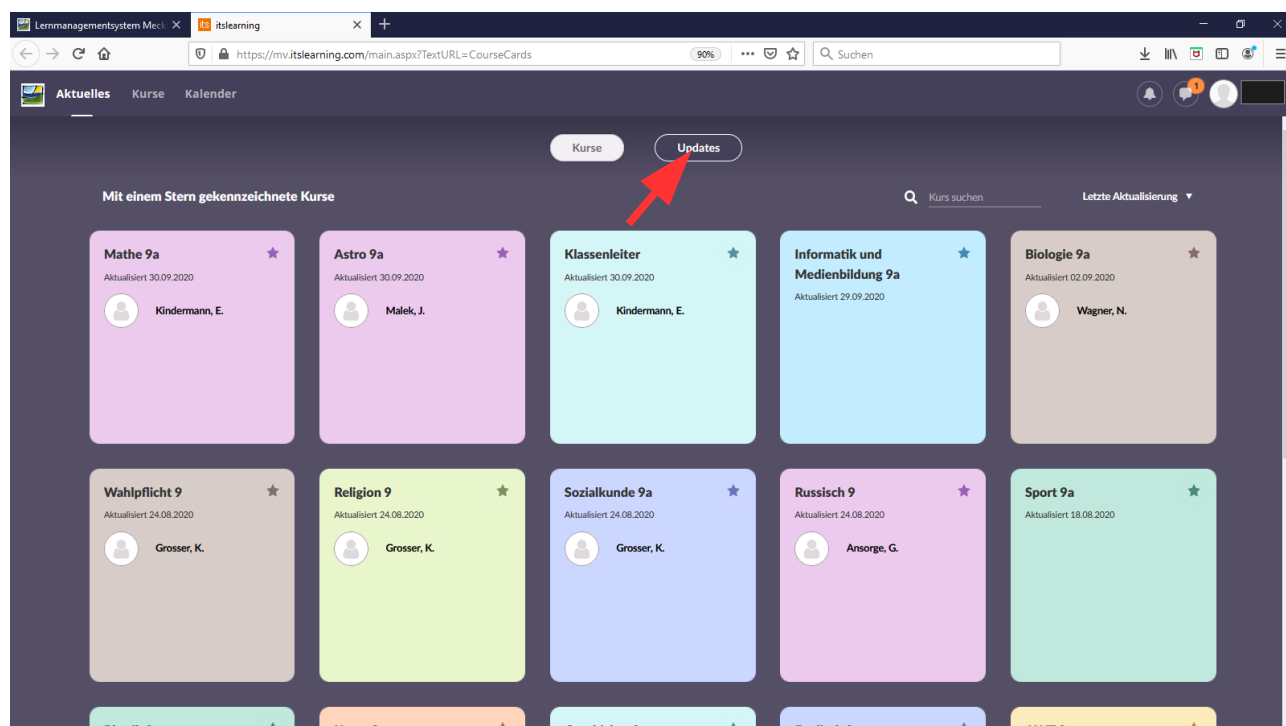 Lernmanagementsystem Meck
its itslearning
https://mv.itslearning.com/main.aspx?TextURL=CourseCards
90%
Suchen
Aktuelles Kurse Kalender
1
Kurse Updates
Mit einem Stern gekennzeichnete Kurse
Kurs suchen
Letzte Aktualisierung
Mathe 9a
Aktualisiert 30.09.2020
Kindermann, E.
Astro 9a
Aktualisiert 30.09.2020
Malek, J.
Klassenleiter
Aktualisiert 30.09.2020
Kindermann, E.
Informatik und
Medienbildung 9a
Aktualisiert 29.09.2020
Biologie 9a
Aktualisiert 02.09.2020
Wagner, N.
Wahlpflicht 9
Aktualisiert 24.08.2020
Grosser, K.
Religion 9
Aktualisiert 24.08.2020
Grosser, K.
Sozialkunde 9a
Aktualisiert 24.08.2020
Grosser, K.
Russisch 9
Aktualisiert 24.08.2020
Ansorge, G.
Sport 9a
Aktualisiert 18.08.2020